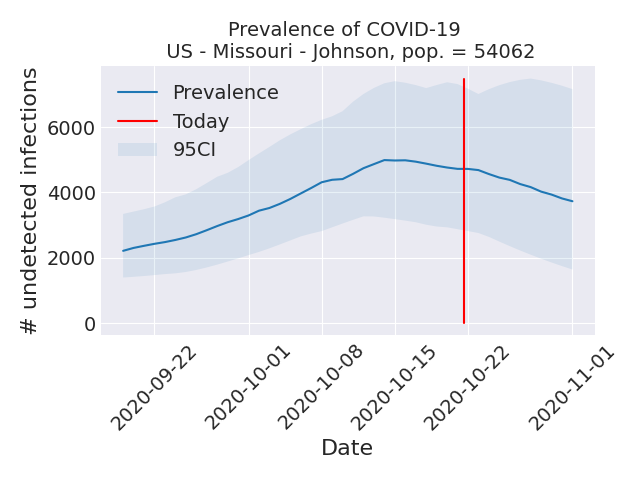 Prevalence of COVID-19
US - Missouri - Johnson, pop. = 54062
Prevalence
Today
95CI
# undetected infections
6000
4000
2000
0
2020-09-22
2020-10-01
2020-10-08
2020-10-15
2020-10-22
2020-11-01
Date